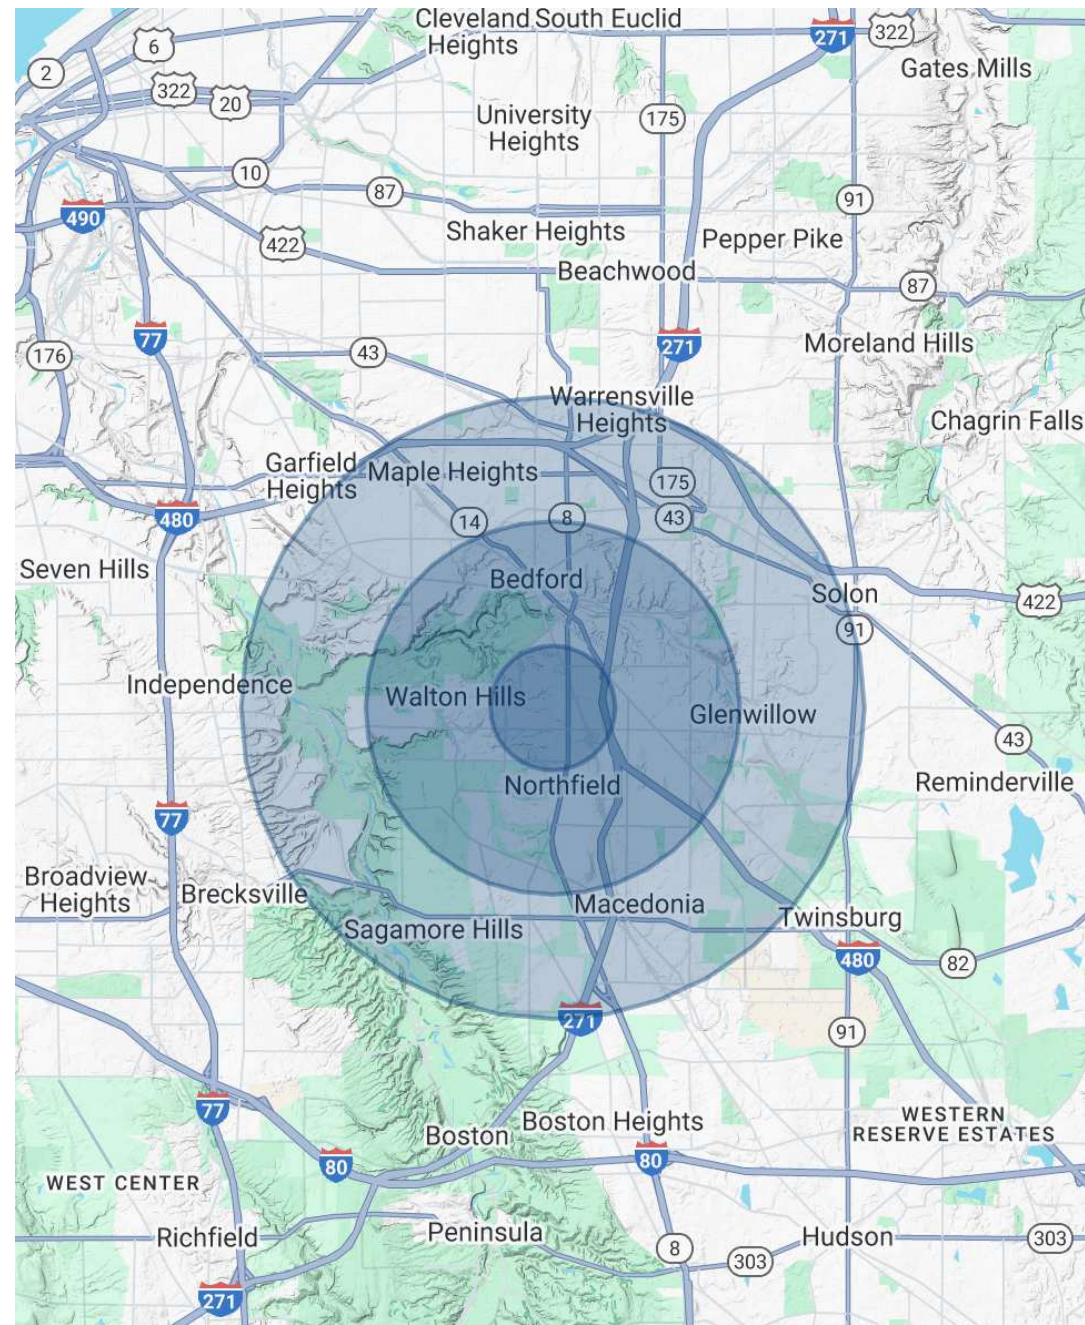 Cleveland
Heights
South Euclid
271
322
6
Gates Mills
2
322
20
University
Heights
175
10
87
91
490
422
Shaker Heights
Pepper Pike
Beachwood
87
77
271
Moreland Hills
176
43
Warrensville
Heights
Chagrin Falls
Garfield
Heights
Maple Heights
175
480
14
8
43
Seven Hills
Bedford
Solon
422
91
Independence
Walton Hills
Glenwillow
43
Northfield
Reminderville
77
Broadview
Heights
Brecksville
Macedonia
Sagamore Hills
Twinsburg
480
82
271
91
77
Boston Heights
WESTERN
RESERVE ESTATES
Boston
80
80
WEST CENTER
Richfield
Peninsula
Hudson
303
8
303
271